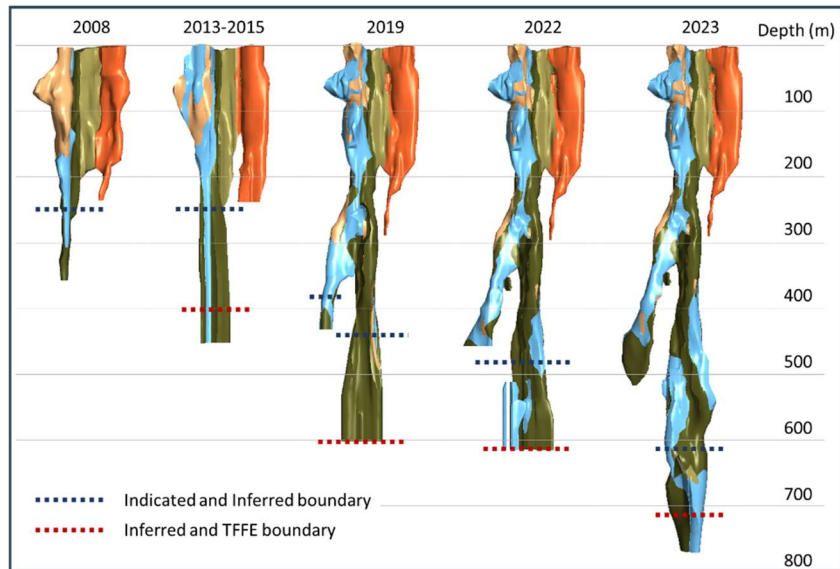 2008 2013-2015 2019 2022 2023 Depth (m)
100
200
300
400
500
600
700
800
Indicated and Inferred boundary
Inferred and TFFE boundary